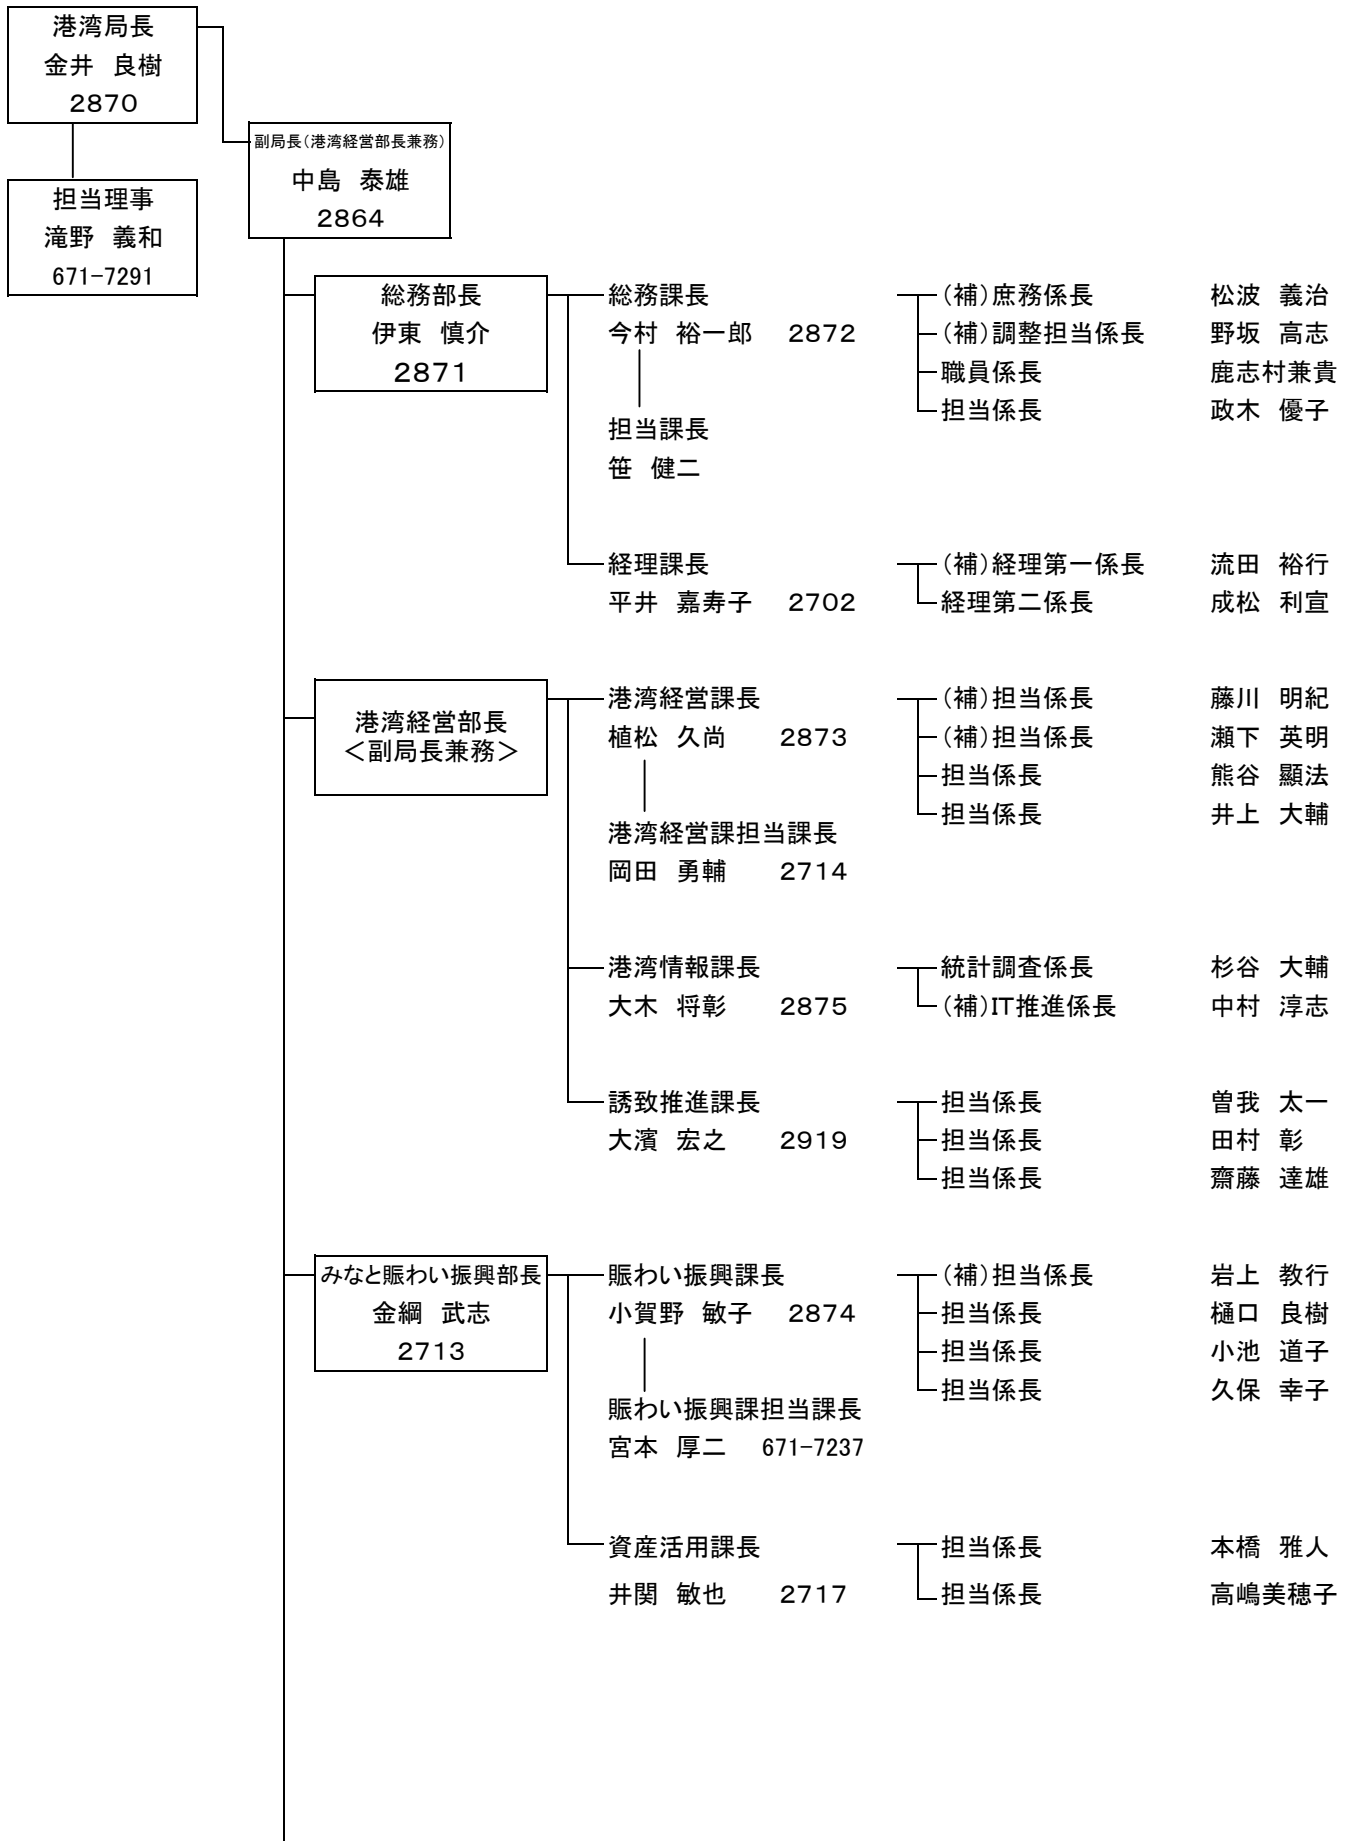 港湾局長
金井 良樹
2870
担当理事
滝野 義和
671-7291
副局長(港湾経営部長兼務)
中島 泰雄
2864
総務部長
伊東 慎介
2871
総務課長
今村 裕一郎 2872
担当課長
笹 健二
(補)庶務係長 松波 義治
(補)調整担当係長 野坂 高志
職員係長 鹿志村兼貴
担当係長 政木 優子
経理課長
平井 嘉寿子 2702
(補)経理第一係長 流田 裕行
経理第二係長 成松 利宣
港湾経営部長
<副局長兼務>
港湾経営課長
植松 久尚 2873
港湾経営課担当課長
岡田 勇輔 2714
(補)担当係長 藤川 明紀
(補)担当係長 瀬下 英明
担当係長 熊谷 顯法
担当係長 井上 大輔
港湾情報課長
大木 将彰 2875
統計調査係長 杉谷 大輔
(補)IT推進係長 中村 淳志
誘致推進課長
大濱 宏之 2919
担当係長 曽我 太一
担当係長 田村 彰
担当係長 齋藤 達雄
みなと賑わい振興部長
金綱 武志
2713
賑わい振興課長
小賀野 敏子 2874
賑わい振興課担当課長
宮本 厚二 671-7237
(補)担当係長 岩上 教行
担当係長 樋口 良樹
担当係長 小池 道子
担当係長 久保 幸子
資産活用課長
井関 敏也 2717
担当係長 本橋 雅人
担当係長 高嶋美穂子